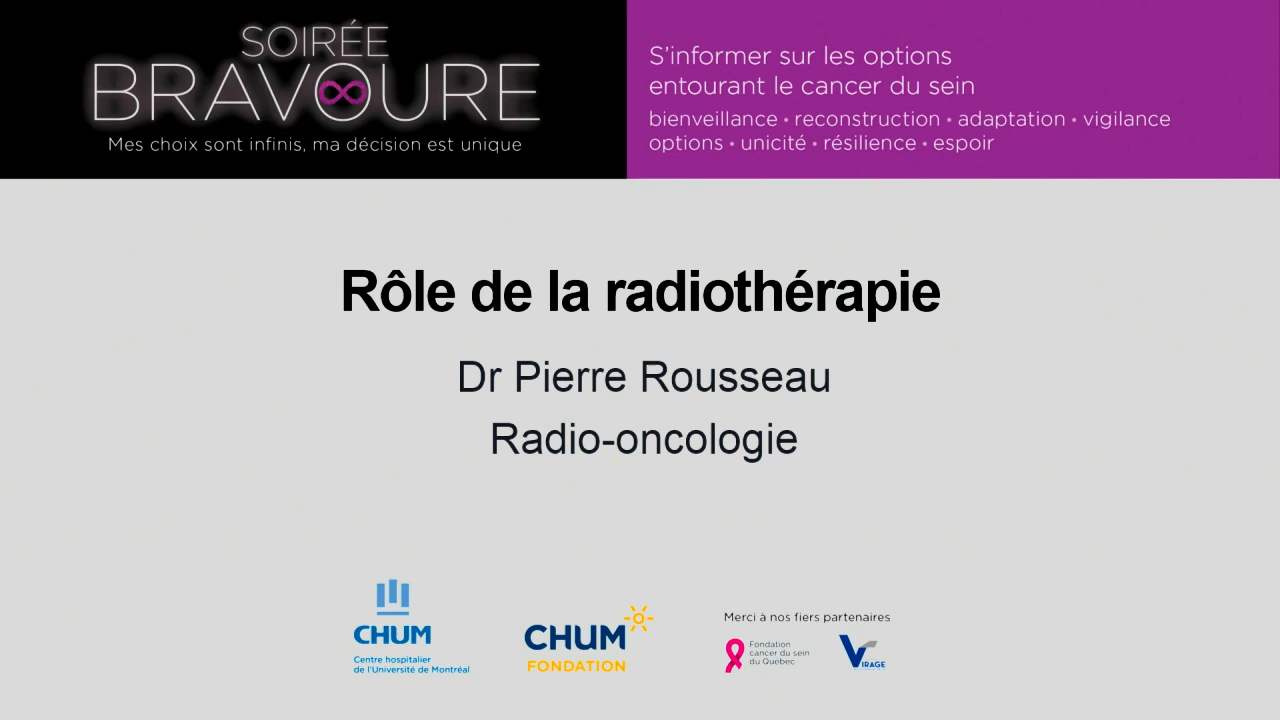 SOIRÉE
BRAVOURE
Mes choix sont infinis, ma décision est unique
S'informer sur les options
entourant le cancer du sein
bienveillance • reconstruction • adaptation • vigilance
options • unicité • résilience • espoir
Rôle de la radiothérapie
Dr Pierre Rousseau
Radio-oncologie
CHUM
Centre hospitalier
de l'Université de Montréal
CHUM
FONDATION
Merci à nos fiers partenaires
Fondation
cancer du sein
du Québec
VIRAGE